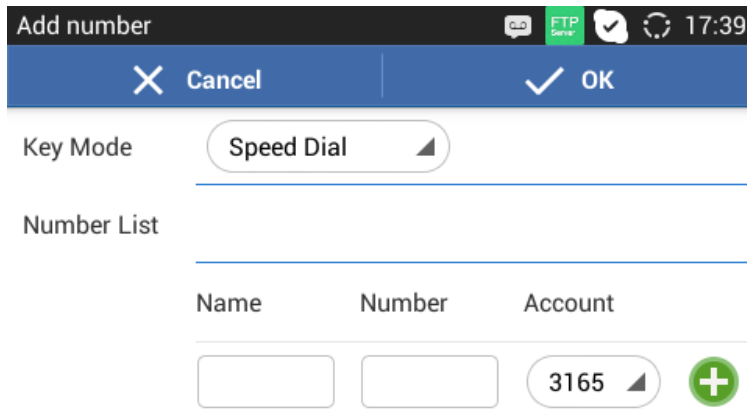 Add number FTP Server 17:39
Cancel OK
Key Mode Speed Dial
Number List
Name Number Account
3165